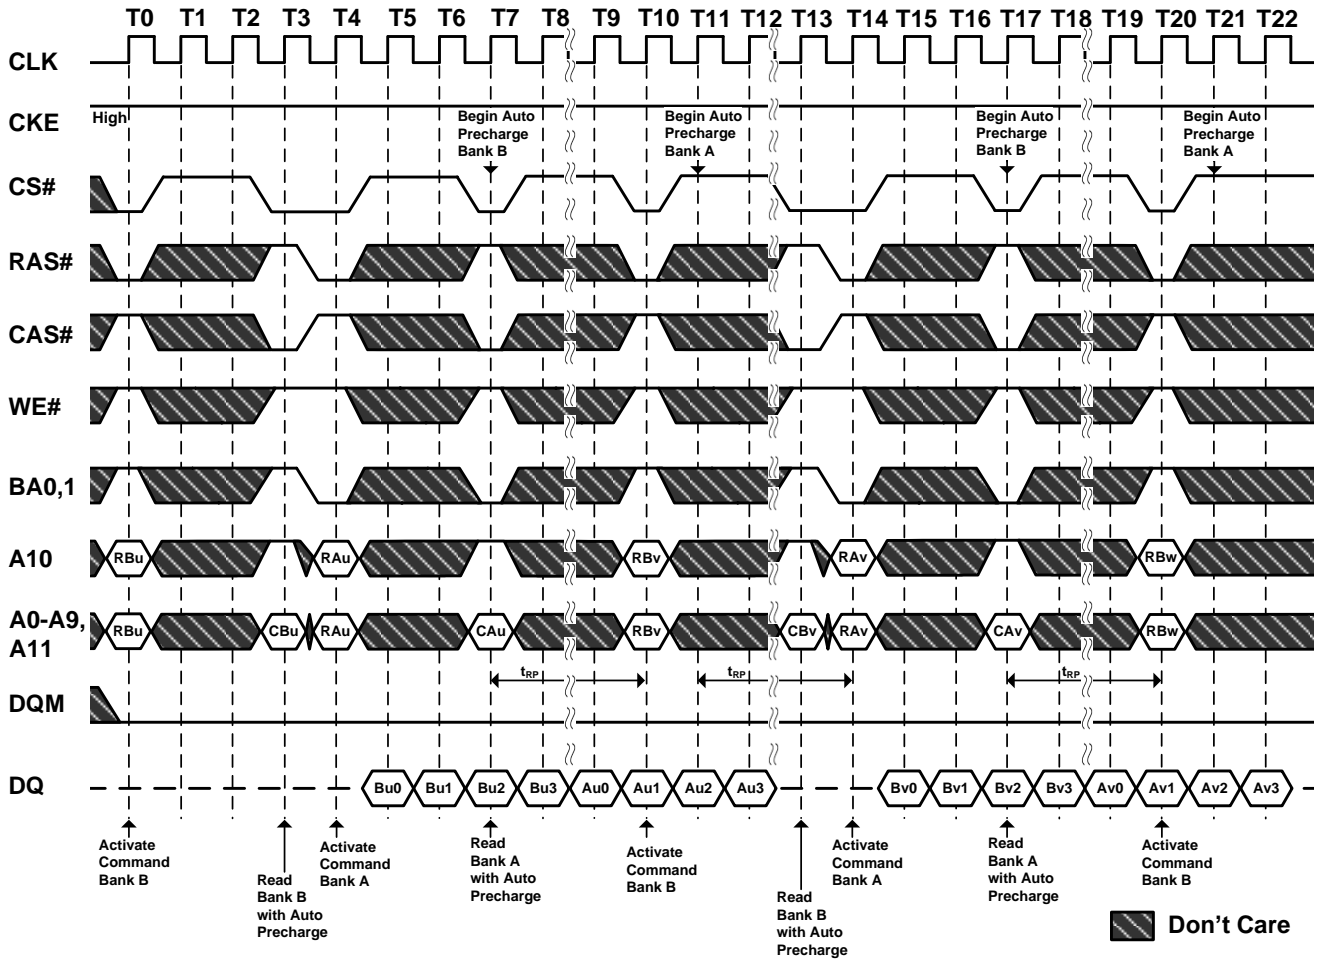 T0 T1 T2 T3 T4 T5 T6 T7 T8 T9 T10 T11 T12 T13 T14 T15 T16 T17 T18 T19 T20 T21 T22
CLK
CKE
High
Begin Auto
Precharge
Bank B
Begin Auto
Precharge
Bank A
Begin Auto
Precharge
Bank B
Begin Auto
Precharge
Bank A
CS#
RAS#
CAS#
WE#
BA0,1
A10
RBu RAu RBv RAv RBw
A0-A9,
A11
RBu CBu RAu CAu RBv CBv RAv CAv RBw
tRP tRP tRP
DQM
DQ
Bu0 Bu1 Bu2 Bu3 Au0 Au1 Au2 Au3 Bv0 Bv1 Bv2 Bv3 Av0 Av1 Av2 Av3
Activate
Command
Bank B
Read
Bank B
with Auto
Precharge
Activate
Command
Bank A
Read
Bank A
with Auto
Precharge
Activate
Command
Bank B
Read
Bank B
with Auto
Precharge
Activate
Command
Bank A
Read
Bank A
with Auto
Precharge
Activate
Command
Bank B
Don't Care